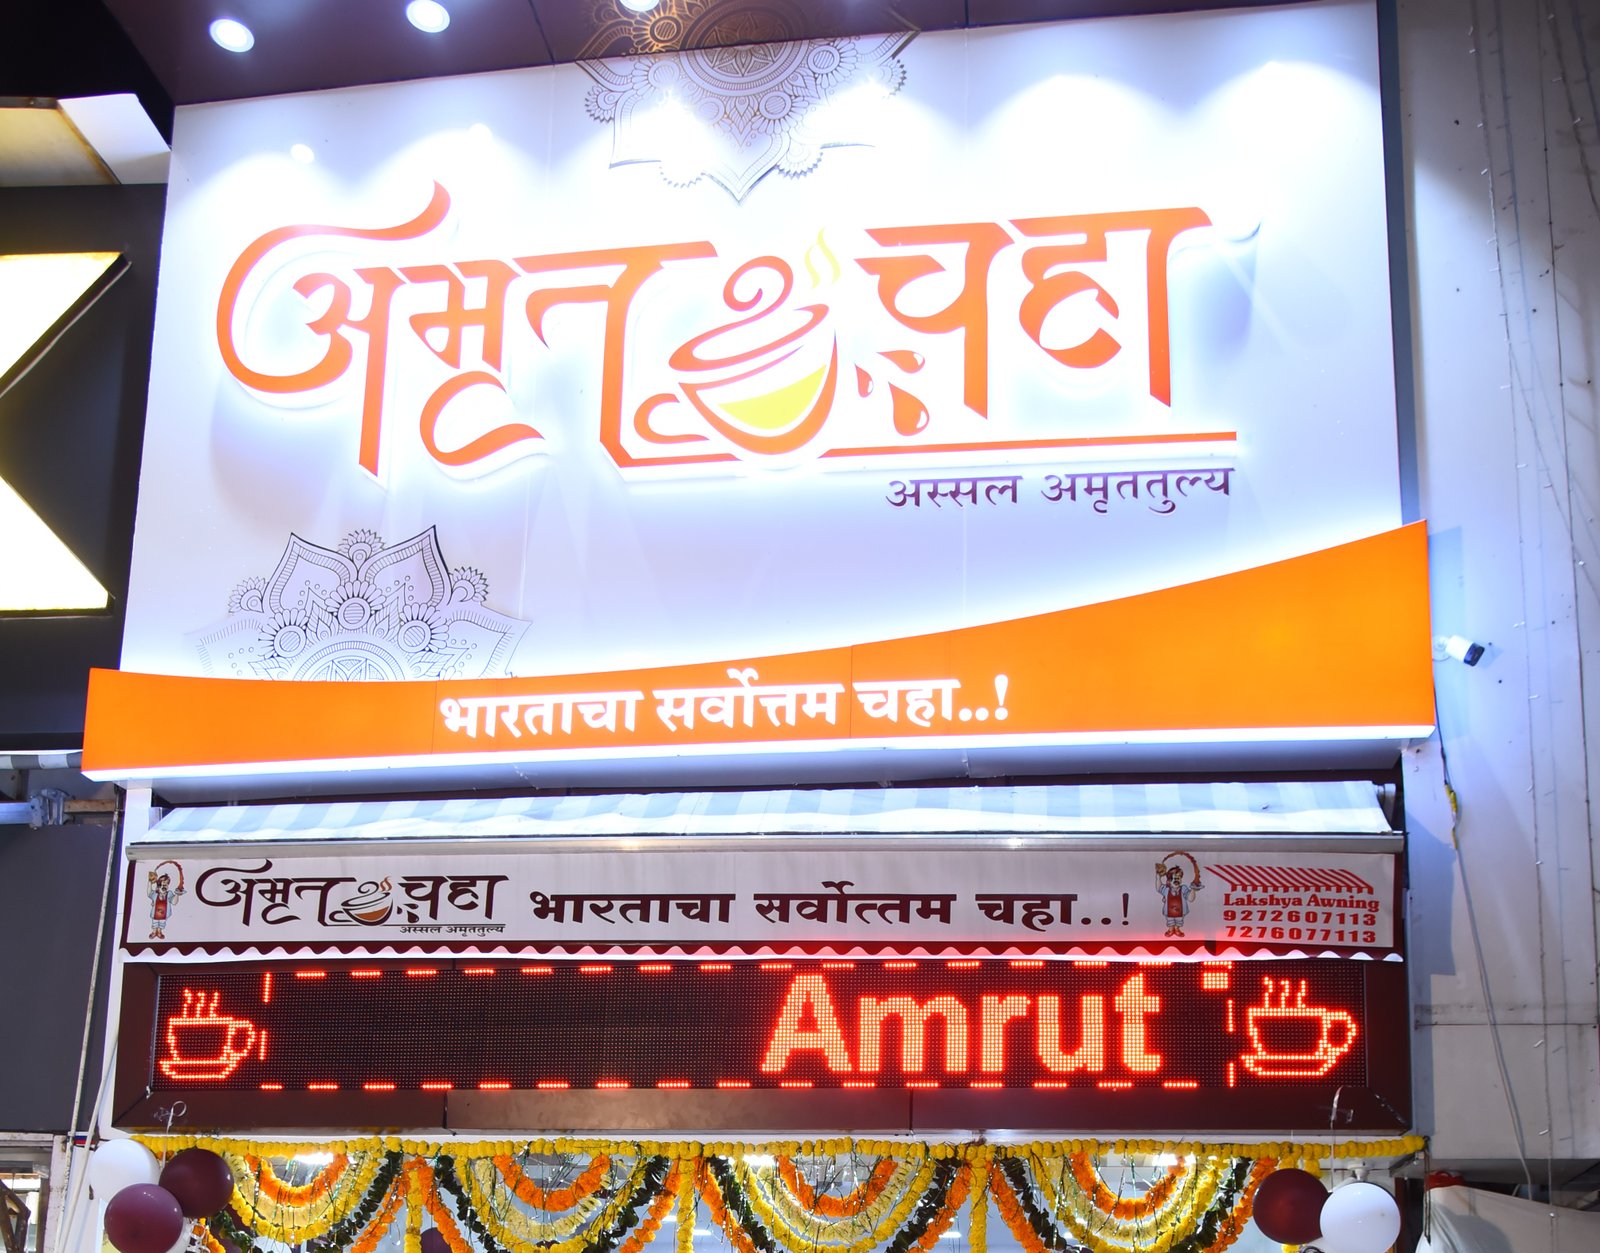 अमृत चहा
अस्सल अमृततुल्य
भारताचा सर्वोत्तम चहा..!
अमृत चहा
अस्सल अमृततुल्य
भारताचा सर्वोत्तम चहा..!
Lakshya Awning
9272607113
7276077113
Amrut